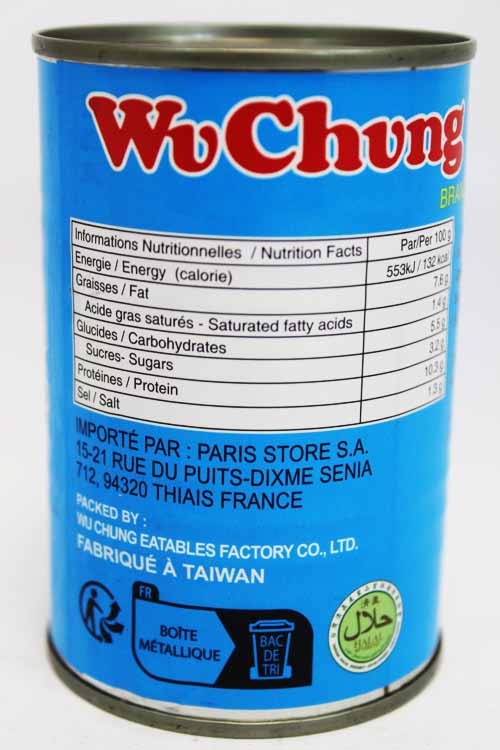 WuChung
Informations Nutritionnelles / Nutrition Facts Par/Per 100 g
Energie / Energy (calorie) 553kJ / 132 kcal
Graisses / Fat 7.6 g
Acide gras saturés - Saturated fatty acids 1.4 g
Glucides / Carbohydrates 5.5 g
Sucres- Sugars 3.2 g
Protéines / Protein 10.3 g
Sel / Salt 1.3 g
IMPORTÉ PAR : PARIS STORE S.A.
15-21 RUE DU PUITS-DIXME SENIA
712, 94320 THIAIS FRANCE
PACKED BY :
WU CHUNG EATABLES FACTORY CO., LTD.
FABRIQUÉ À TAIWAN
FR
BOÎTE
MÉTALLIQUE
BAC
DE
TRI
حلال
HALAL